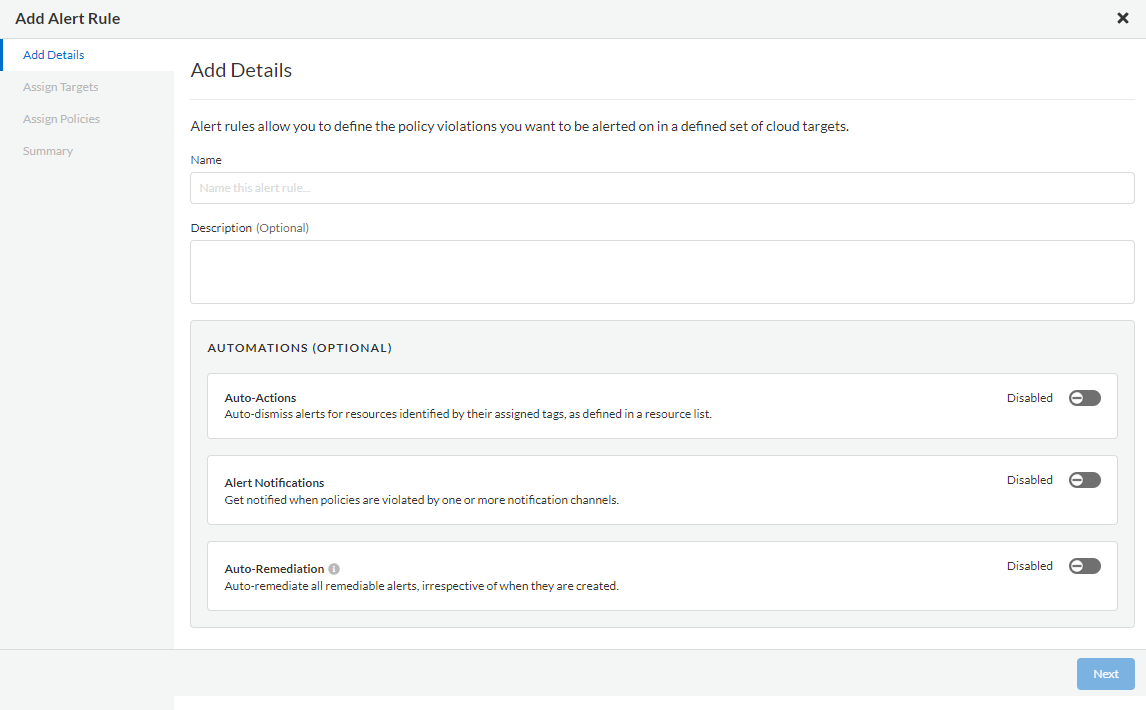 Add Alert Rule
Add Details
Assign Targets
Assign Policies
Summary
Add Details
Alert rules allow you to define the policy violations you want to be alerted on in a defined set of cloud targets.
Name
Name this alert rule...
Description (Optional)
AUTOMATIONS (OPTIONAL)
Auto-Actions
Disabled
Auto-dismiss alerts for resources identified by their assigned tags, as defined in a resource list.
Alert Notifications
Disabled
Get notified when policies are violated by one or more notification channels.
Auto-Remediation
Disabled
Auto-remediate all remediable alerts, irrespective of when they are created.
Next